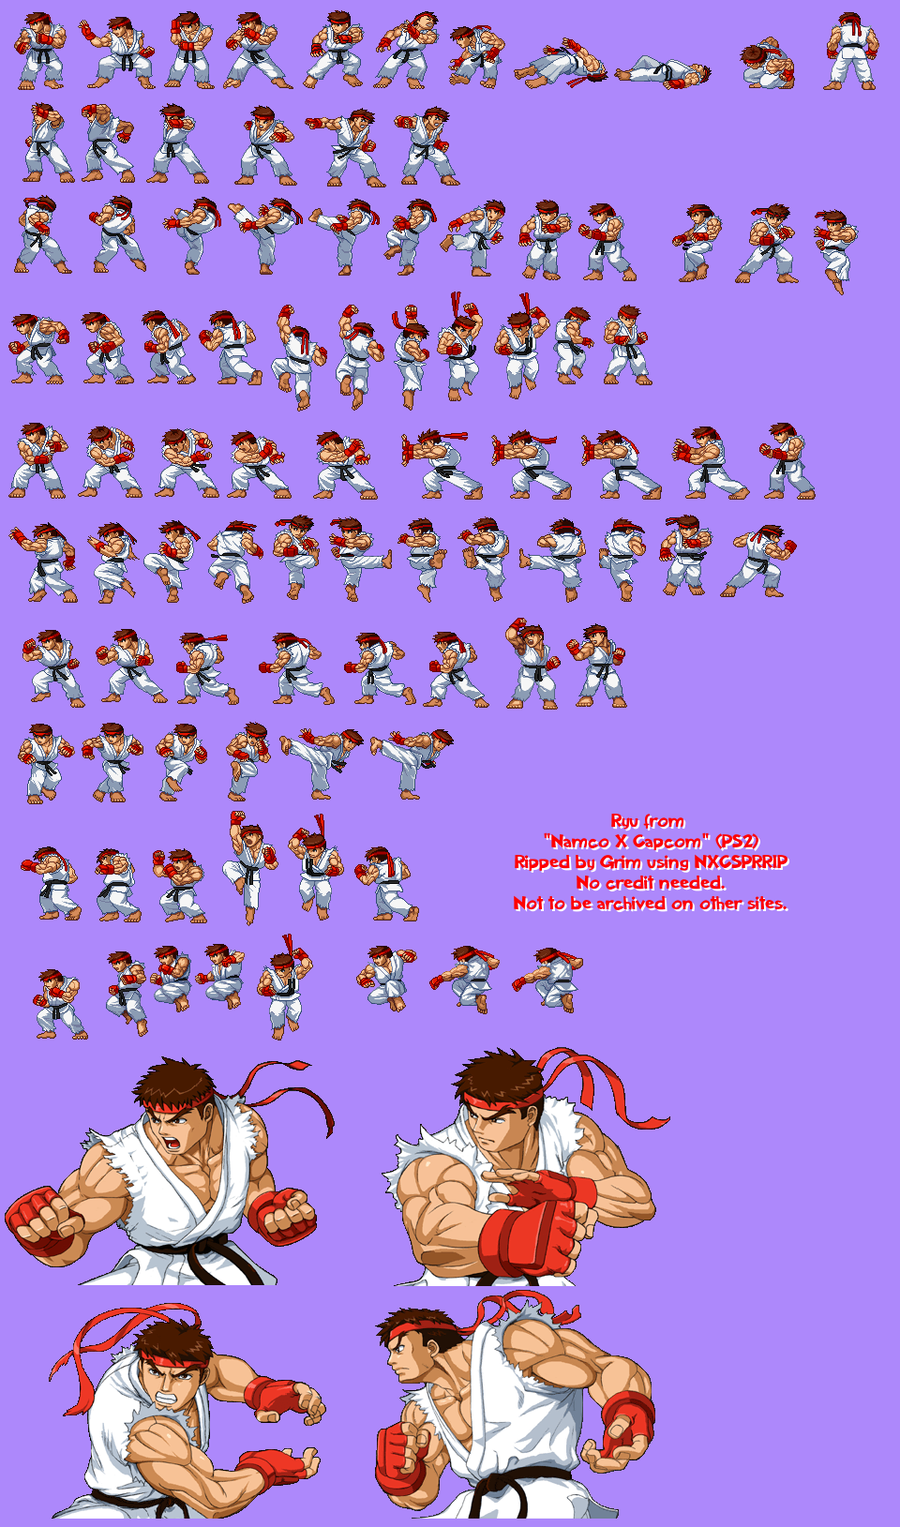 Ryu from
"Namco X Capcom" (PS2)
Ripped by Grim using NXCSPRRIP
No credit needed.
Not to be archived on other sites.